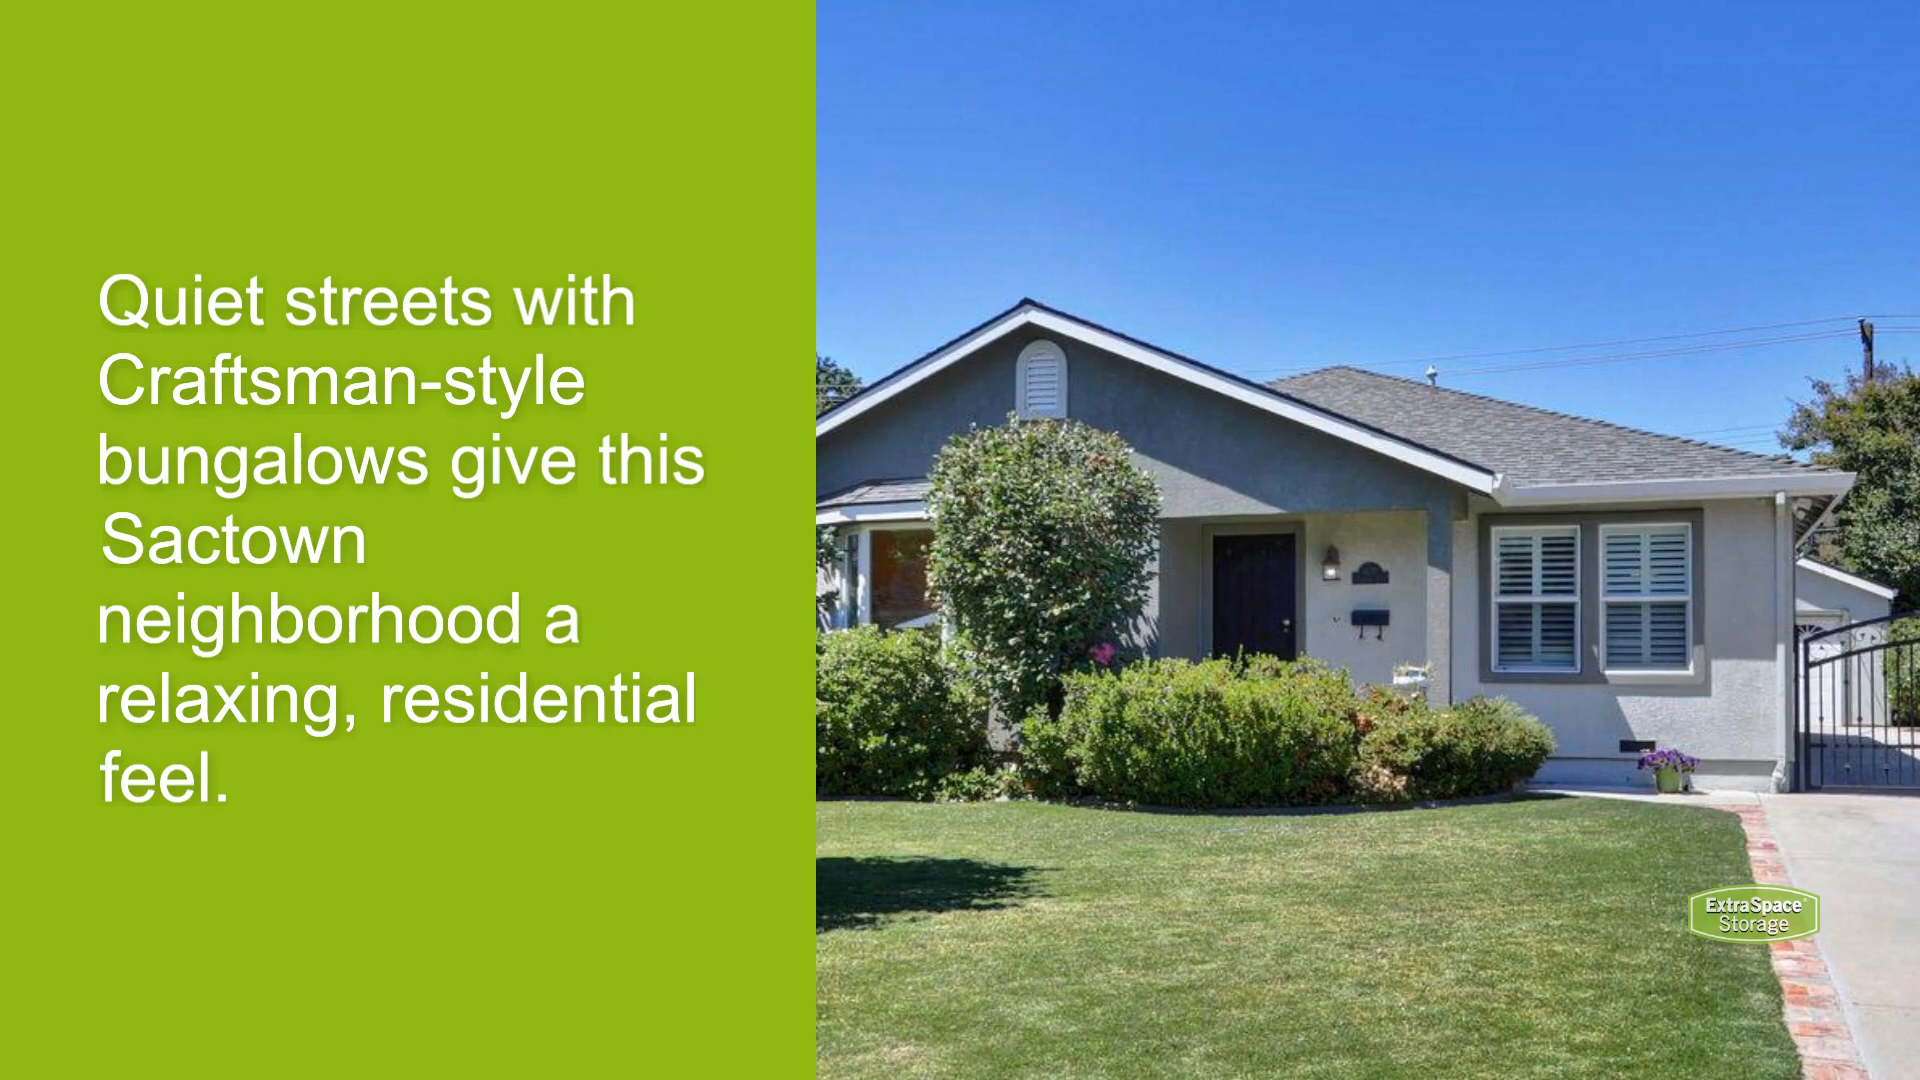 Quiet streets with
Craftsman-style
bungalows give this
Sactown
neighborhood a
relaxing, residential
feel.
ExtraSpace
Storage